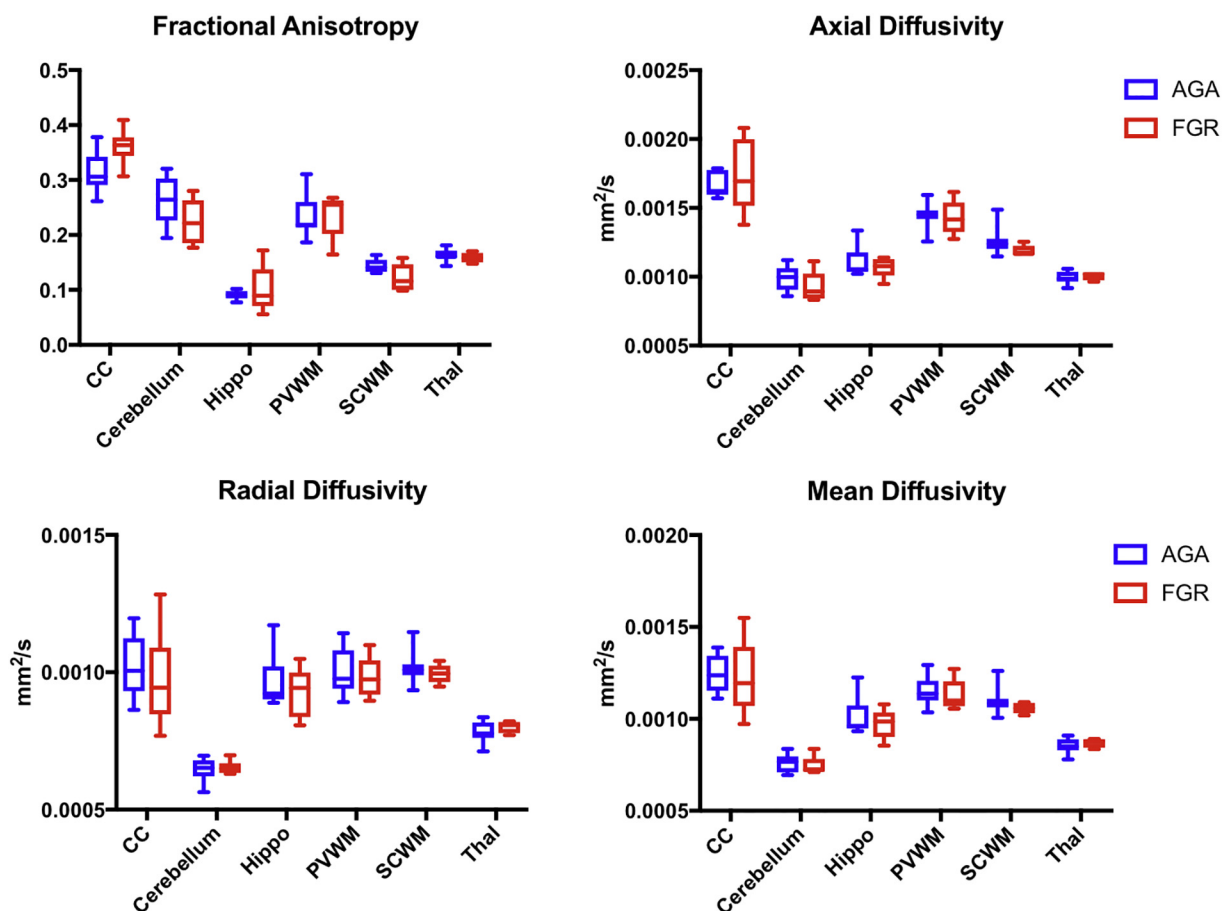 Fractional Anisotropy
0.5
0.4
0.3
0.2
0.1
0.0
CC
Cerebellum
Hippo
PVWM
SCWM
Thal
Axial Diffusivity
mm²/s
0.0025
0.0020
0.0015
0.0010
0.0005
CC
Cerebellum
Hippo
PVWM
SCWM
Thal
AGA
FGR
Radial Diffusivity
mm²/s
0.0015
0.0010
0.0005
CC
Cerebellum
Hippo
PVWM
SCWM
Thal
Mean Diffusivity
mm²/s
0.0020
0.0015
0.0010
0.0005
CC
Cerebellum
Hippo
PVWM
SCWM
Thal
AGA
FGR